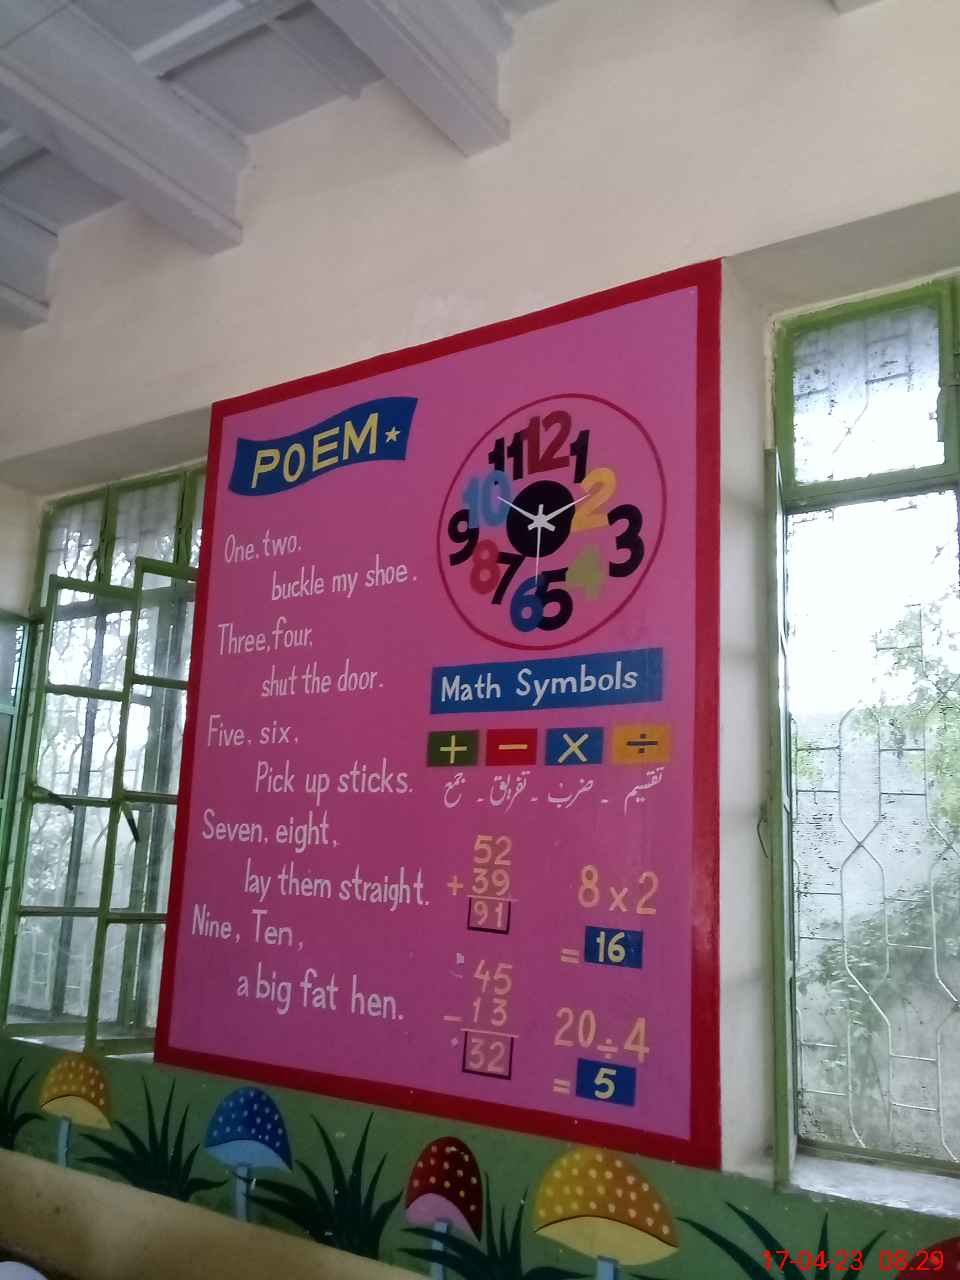 POEM
One, two,
buckle my shoe.
Three, four,
shut the door.
Five, six,
Pick up sticks.
Seven, eight,
lay them straight.
Nine, Ten,
a big fat hen.
12
1
2
3
4
5
6
7
8
9
10
11
Math Symbols
+ − × ÷
جمع ۔ تفریق ۔ ضرب ۔ تقسیم
52
+ 39
91
8 x 2
= 16
45
− 13
32
20 ÷ 4
= 5
17-04-23 08:29